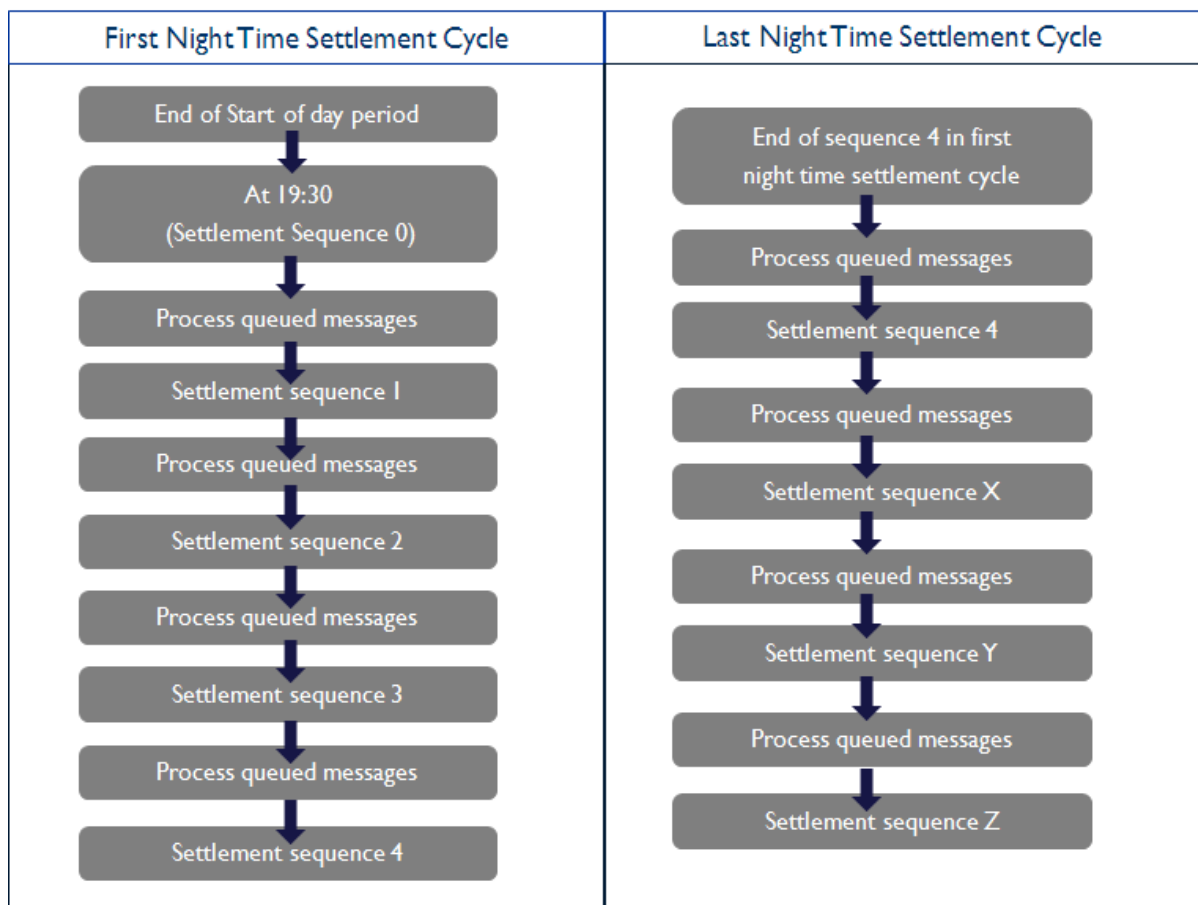 First Night Time Settlement Cycle
End of Start of day period
At 19:30
(Settlement Sequence 0)
Process queued messages
Settlement sequence 1
Process queued messages
Settlement sequence 2
Process queued messages
Settlement sequence 3
Process queued messages
Settlement sequence 4
Last Night Time Settlement Cycle
End of sequence 4 in first
night time settlement cycle
Process queued messages
Settlement sequence 4
Process queued messages
Settlement sequence X
Process queued messages
Settlement sequence Y
Process queued messages
Settlement sequence Z